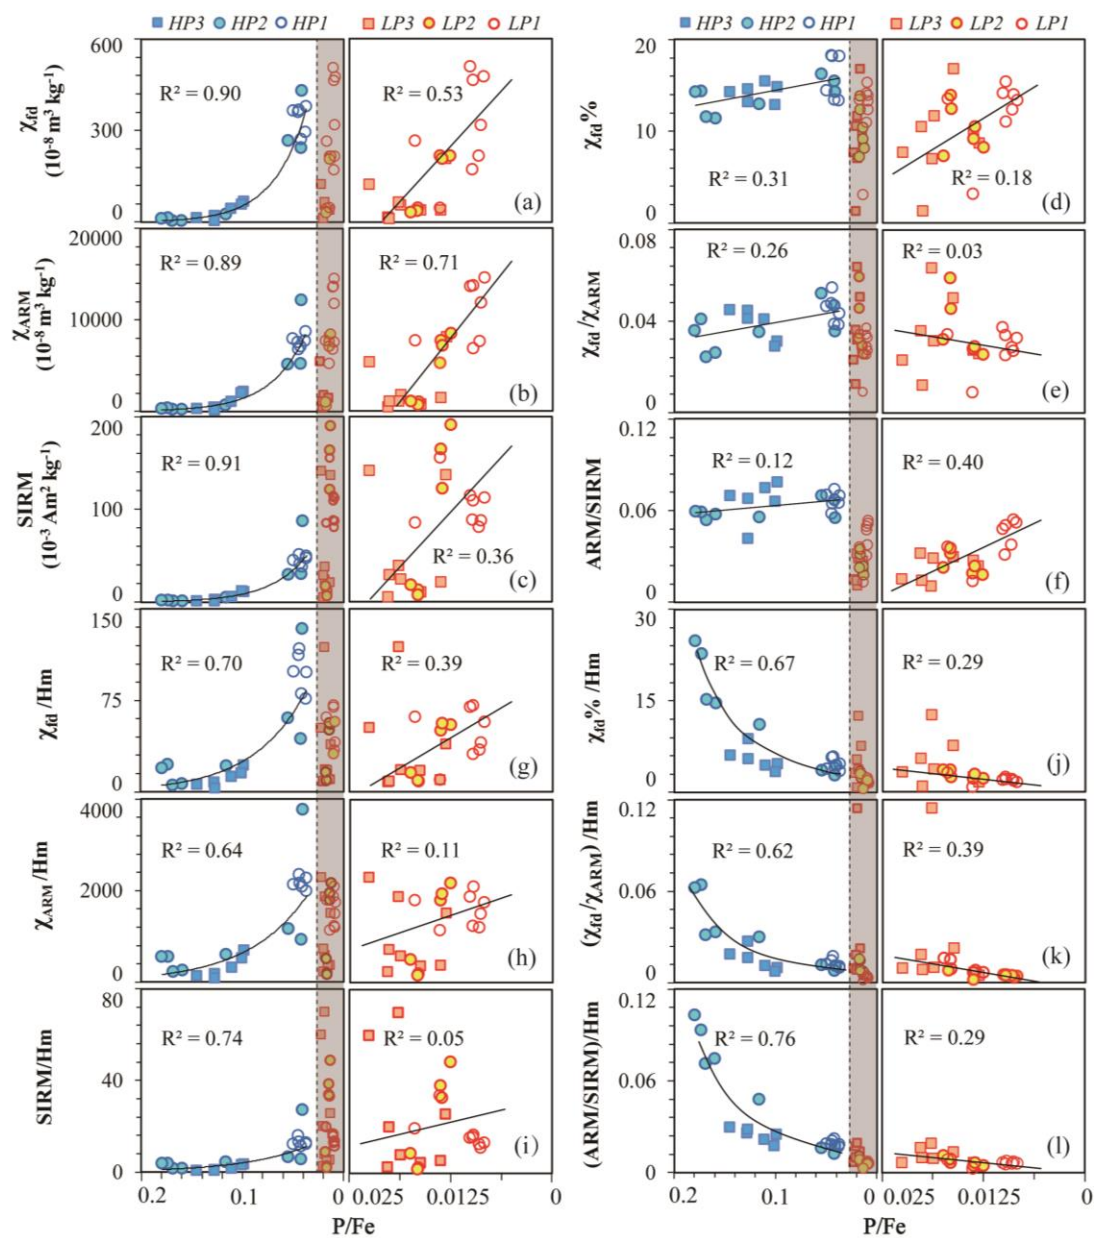 HP3 HP2 HP1 LP3 LP2 LP1 HP3 HP2 HP1 LP3 LP2 LP1
600
300
0
χfd
(10⁻⁸ m³ kg⁻¹)
R² = 0.90
R² = 0.53
(a)
20
10
0
χfd%
R² = 0.31
R² = 0.18
(d)
20000
10000
0
χARM
(10⁻⁸ m³ kg⁻¹)
R² = 0.89
R² = 0.71
(b)
0.08
0.04
0
χfd/χARM
R² = 0.26
R² = 0.03
(e)
200
100
0
SIRM
(10⁻³ Am² kg⁻¹)
R² = 0.91
R² = 0.36
(c)
0.12
0.06
0
ARM/SIRM
R² = 0.12
R² = 0.40
(f)
150
75
0
χfd /Hm
R² = 0.70
R² = 0.39
(g)
30
15
0
χfd% /Hm
R² = 0.67
R² = 0.29
(j)
4000
2000
0
χARM/Hm
R² = 0.64
R² = 0.11
(h)
0.12
0.06
0
(χfd/χARM) /Hm
R² = 0.62
R² = 0.39
(k)
80
40
0
SIRM/Hm
R² = 0.74
R² = 0.05
(i)
0.12
0.06
0
(ARM/SIRM)/Hm
R² = 0.76
R² = 0.29
(l)
0.2 0.1 0 0.025 0.0125 0 0.2 0.1 0 0.025 0.0125 0
P/Fe P/Fe